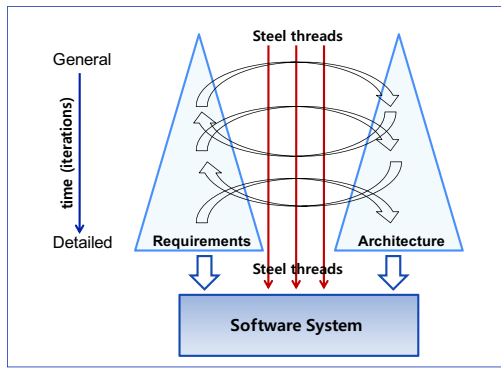 Steel threads
General
time (iterations)
Detailed
Requirements
Architecture
Steel threads
Software System